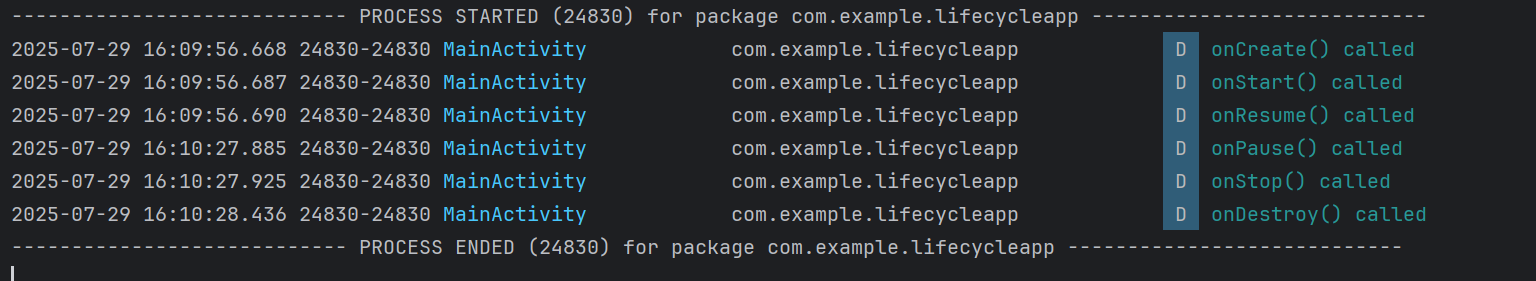 ---------------------------- PROCESS STARTED (24830) for package com.example.lifecycleapp ----------------------------
2025-07-29 16:09:56.668 24830-24830 MainActivity            com.example.lifecycleapp            D  onCreate() called
2025-07-29 16:09:56.687 24830-24830 MainActivity            com.example.lifecycleapp            D  onStart() called
2025-07-29 16:09:56.690 24830-24830 MainActivity            com.example.lifecycleapp            D  onResume() called
2025-07-29 16:10:27.885 24830-24830 MainActivity            com.example.lifecycleapp            D  onPause() called
2025-07-29 16:10:27.925 24830-24830 MainActivity            com.example.lifecycleapp            D  onStop() called
2025-07-29 16:10:28.436 24830-24830 MainActivity            com.example.lifecycleapp            D  onDestroy() called
---------------------------- PROCESS ENDED (24830) for package com.example.lifecycleapp ----------------------------